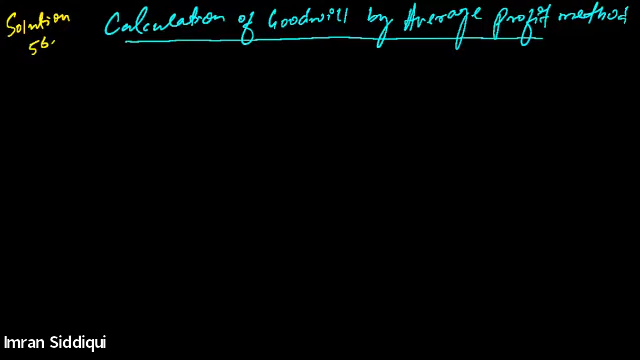 Solution Calculation of Goodwill by Average Profit method
56.
Imran Siddiqui